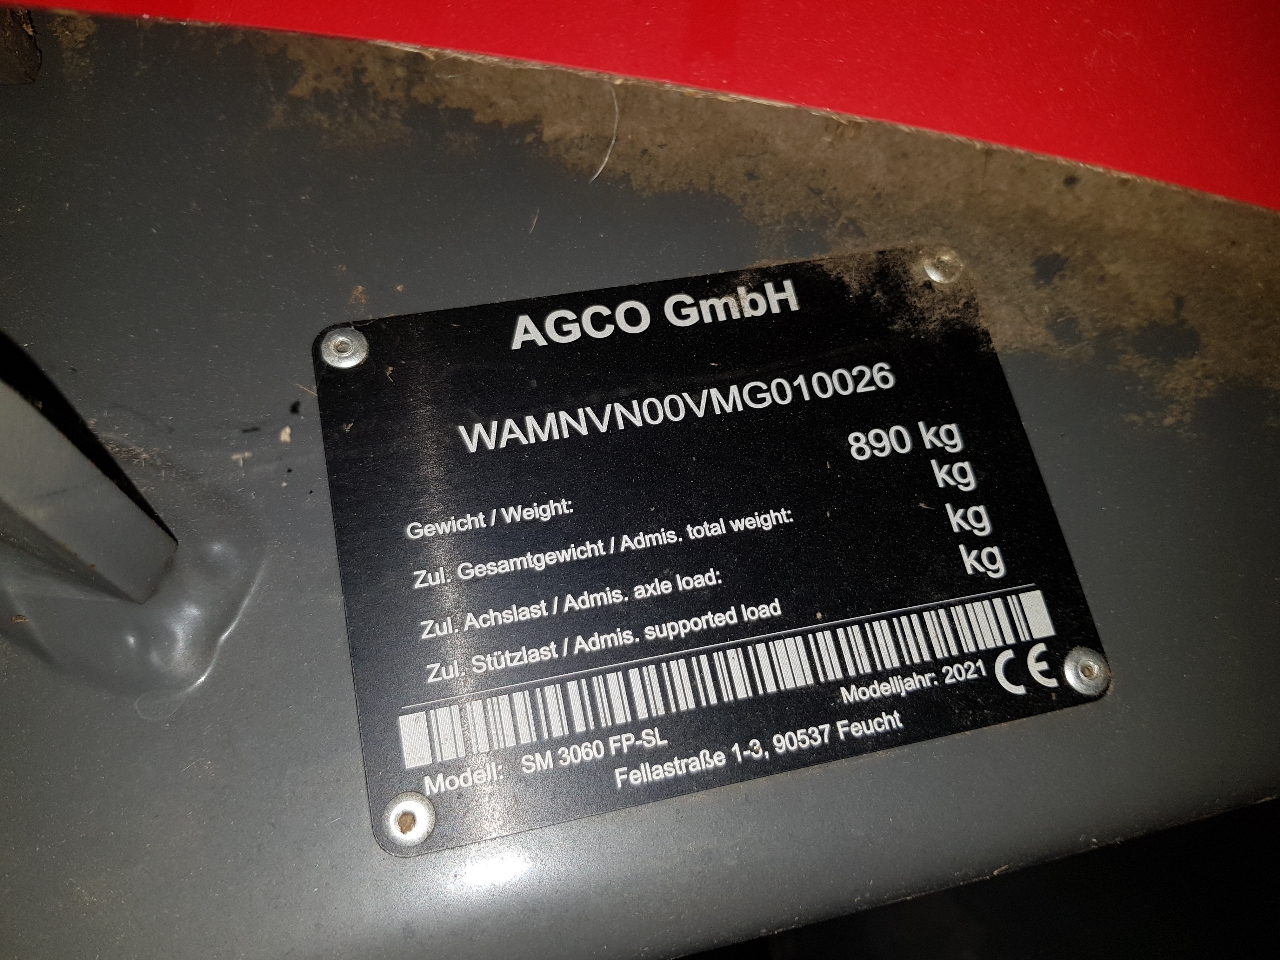 AGCO GmbH
WAMNVN00VMG010026
Gewicht / Weight: 890 kg
Zul. Gesamtgewicht / Admis. total weight: kg
Zul. Achslast / Admis. axle load: kg
Zul. Stützlast / Admis. supported load kg
Modell: SM 3060 FP-SL Modelljahr: 2021 CE
Fellastraße 1-3, 90537 Feucht